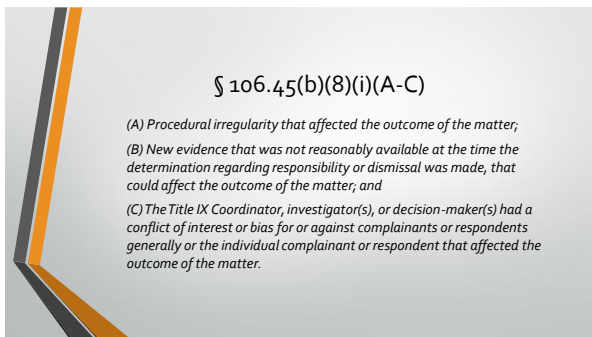 § 106.45(b)(8)(i)(A-C)
(A) Procedural irregularity that affected the outcome of the matter;
(B) New evidence that was not reasonably available at the time the
determination regarding responsibility or dismissal was made, that
could affect the outcome of the matter; and
(C) The Title IX Coordinator, investigator(s), or decision-maker(s) had a
conflict of interest or bias for or against complainants or respondents
generally or the individual complainant or respondent that affected the
outcome of the matter.